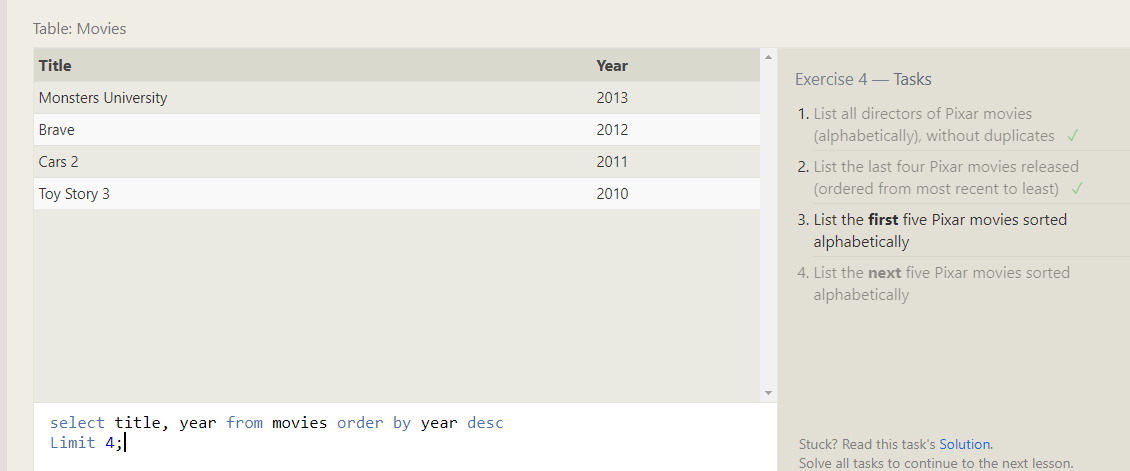 Table: Movies
Title Year
Monsters University 2013
Brave 2012
Cars 2 2011
Toy Story 3 2010
select title, year from movies order by year desc
Limit 4;
Exercise 4 — Tasks
1. List all directors of Pixar movies
(alphabetically), without duplicates ✓
2. List the last four Pixar movies released
(ordered from most recent to least) ✓
3. List the first five Pixar movies sorted
alphabetically
4. List the next five Pixar movies sorted
alphabetically
Stuck? Read this task's Solution.
Solve all tasks to continue to the next lesson.